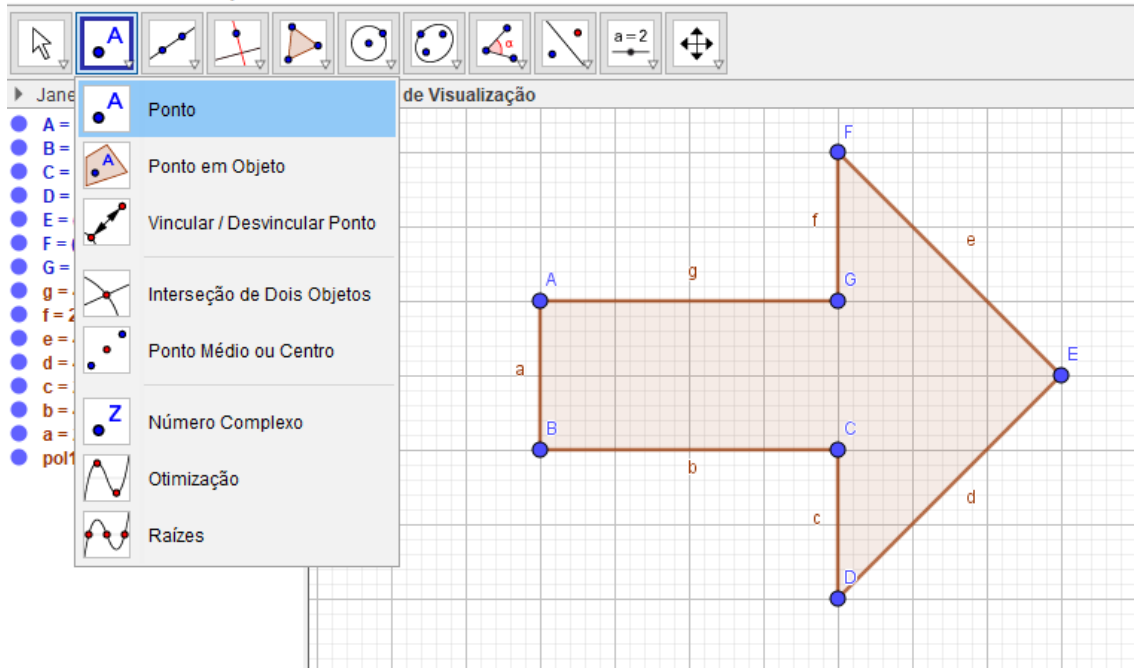 A
α
a = 2
Jane
de Visualização
Ponto
Ponto em Objeto
Vincular / Desvincular Ponto
Interseção de Dois Objetos
Ponto Médio ou Centro
Número Complexo
Otimização
Raízes
A
A
Z
A =
B =
C =
D =
E =
F =
G =
g =
f = 2
e =
d =
c =
b =
a =
pol1
F
f
e
A
g
G
a
E
B
C
b
d
c
D